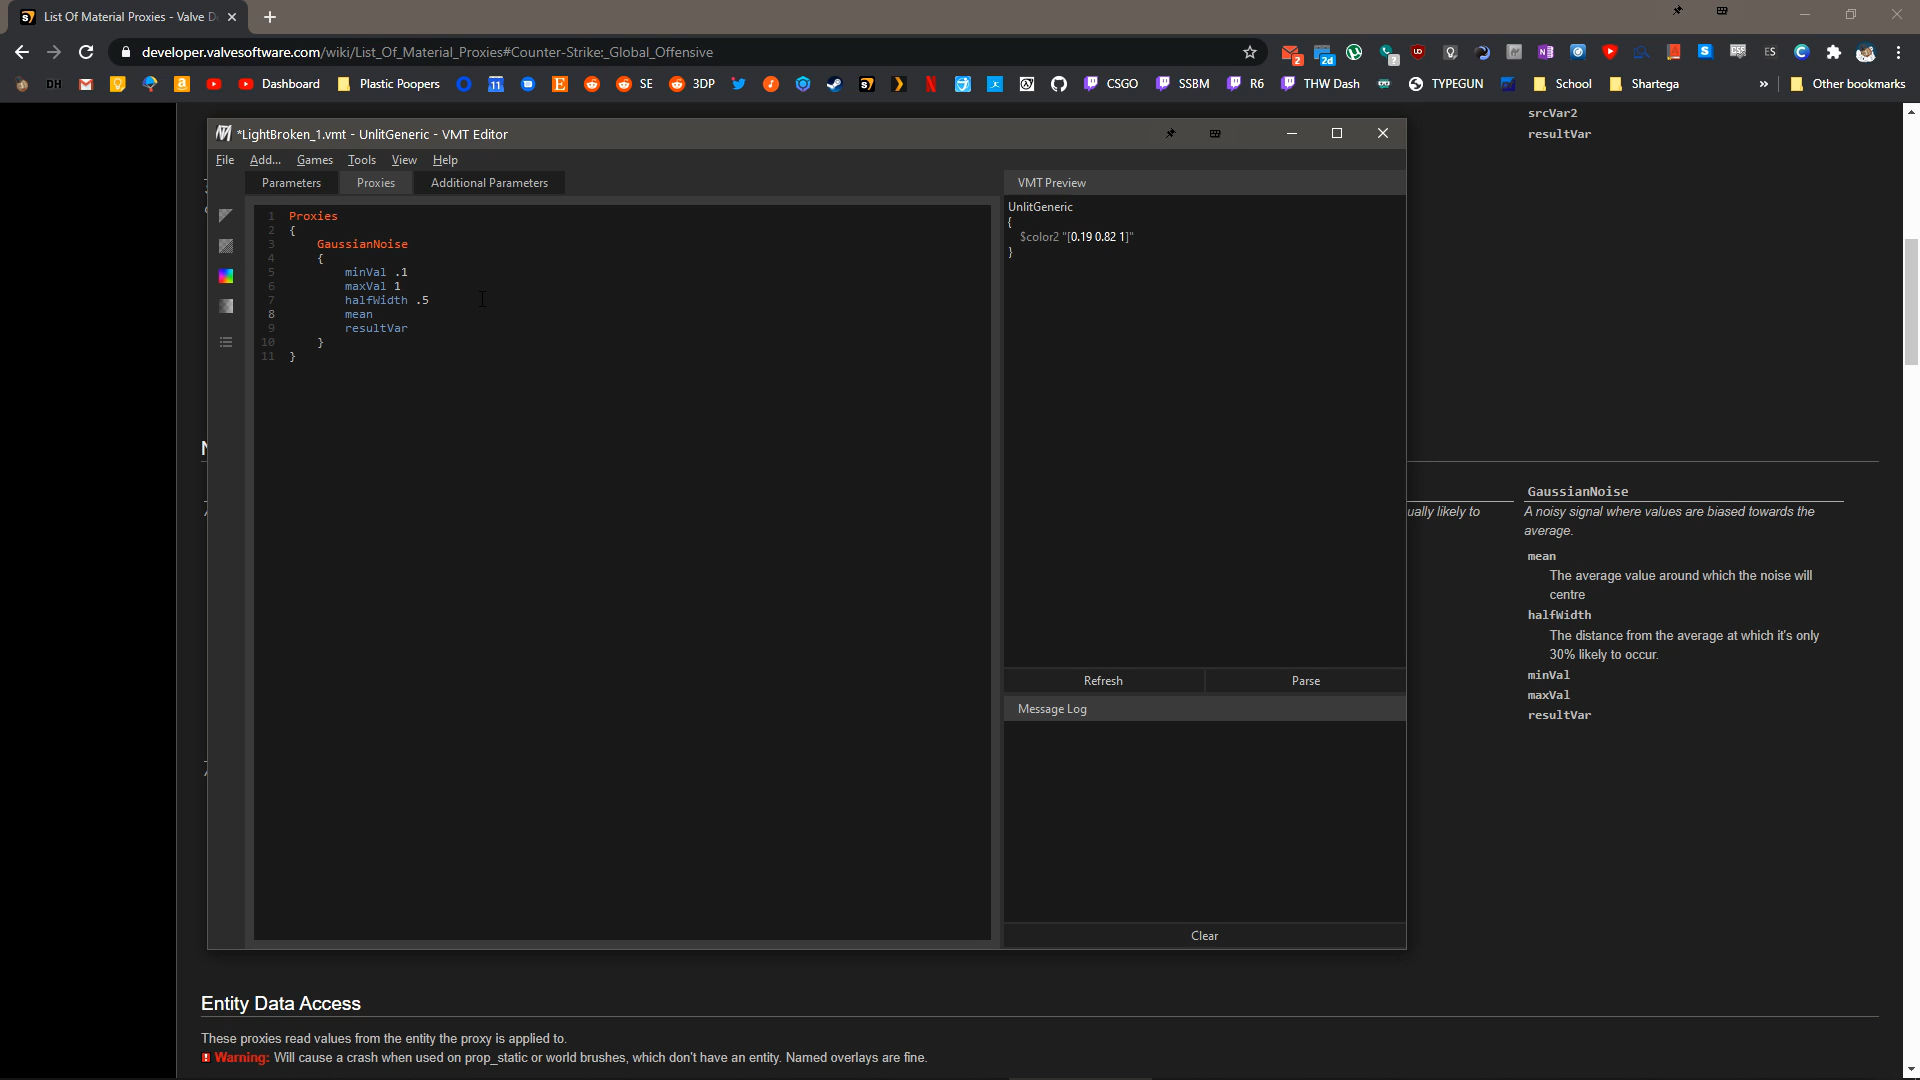 List Of Material Proxies - Valve D
developer.valvesoftware.com/wiki/List_Of_Material_Proxies#Counter-Strike:_Global_Offensive
Dashboard Plastic Poopers SE 3DP CSGO SSBM R6 THW Dash TYPEGUN School Shartega » Other bookmarks
srcVar2
resultVar
*LightBroken_1.vmt - UnlitGeneric - VMT Editor
File Add... Games Tools View Help
Parameters Proxies Additional Parameters
1 Proxies
2 {
3 GaussianNoise
4 {
5 minVal .1
6 maxVal 1
7 halfWidth .5
8 mean
9 resultVar
10 }
11 }
VMT Preview
UnlitGeneric
{
$color2 "[0.19 0.82 1]"
}
Refresh Parse
Message Log
Clear
ually likely to
GaussianNoise
A noisy signal where values are biased towards the
average.
mean
The average value around which the noise will
centre
halfWidth
The distance from the average at which it's only
30% likely to occur.
minVal
maxVal
resultVar
Entity Data Access
These proxies read values from the entity the proxy is applied to.
Warning: Will cause a crash when used on prop_static or world brushes, which don't have an entity. Named overlays are fine.